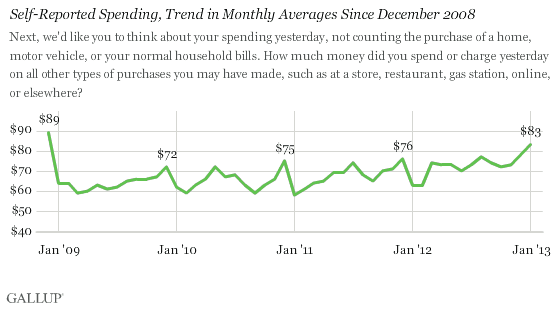 Self-Reported Spending, Trend in Monthly Averages Since December 2008
Next, we'd like you to think about your spending yesterday, not counting the purchase of a home,
motor vehicle, or your normal household bills. How much money did you spend or charge yesterday
on all other types of purchases you may have made, such as at a store, restaurant, gas station, online,
or elsewhere?
$89
$72
$75
$76
$83
$90
$80
$70
$60
$50
$40
Jan '09
Jan '10
Jan '11
Jan '12
Jan '13
GALLUP®